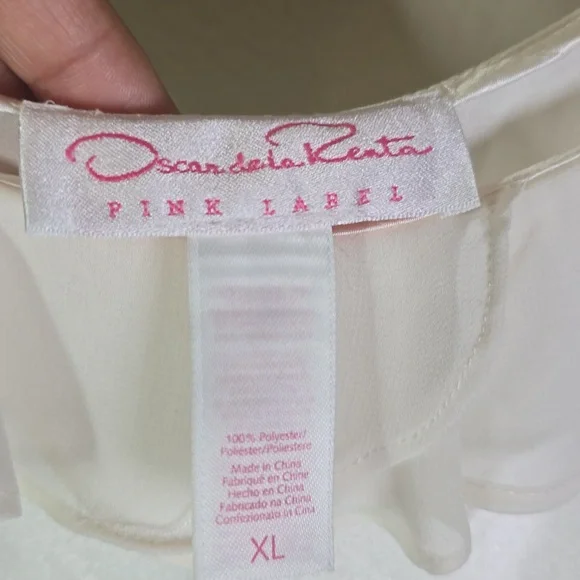 Oscar de la Renta
PINK LABEL
100% Polyester/
Poliéster/Poliestere
Made in China
Fabriqué en Chine
Hecho en China
Fabricado na China
Confezionato in Cina
XL